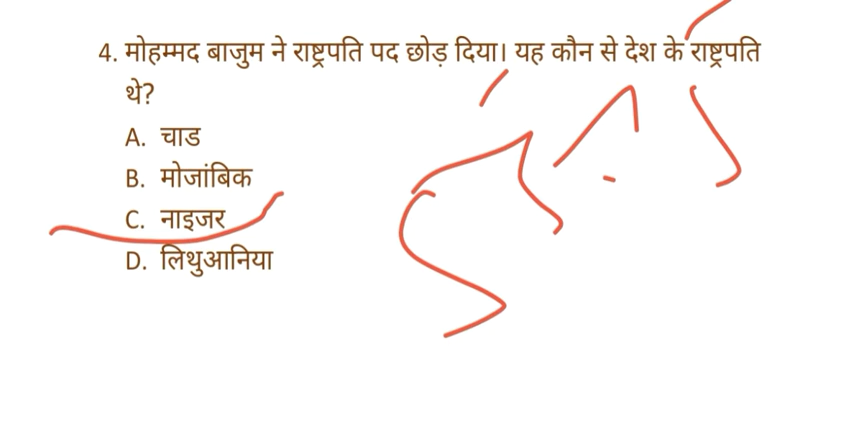 4. मोहम्मद बाजुम ने राष्ट्रपति पद छोड़ दिया। यह कौन से देश के राष्ट्रपति
थे?
A. चाड
B. मोजांबिक
C. नाइजर
D. लिथुआनिया